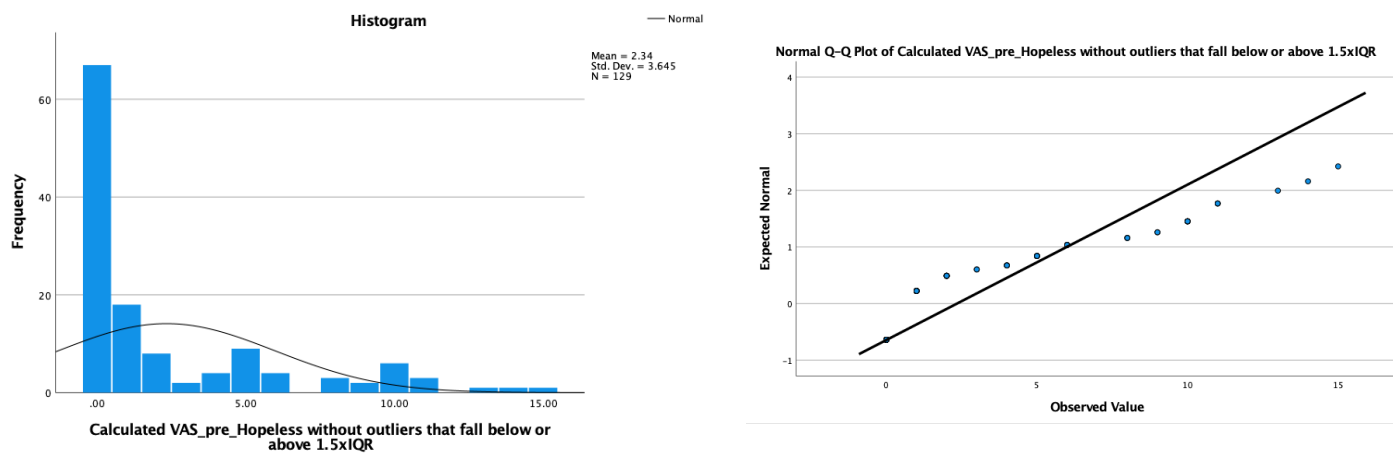 Histogram
Normal
Mean = 2.34
Std. Dev. = 3.645
N = 129
60
40
20
0
Frequency
.00 5.00 10.00 15.00
Calculated VAS_pre_Hopeless without outliers that fall below or
above 1.5xIQR
Normal Q-Q Plot of Calculated VAS_pre_Hopeless without outliers that fall below or above 1.5xIQR
4
3
2
1
0
-1
Expected Normal
0 5 10 15
Observed Value